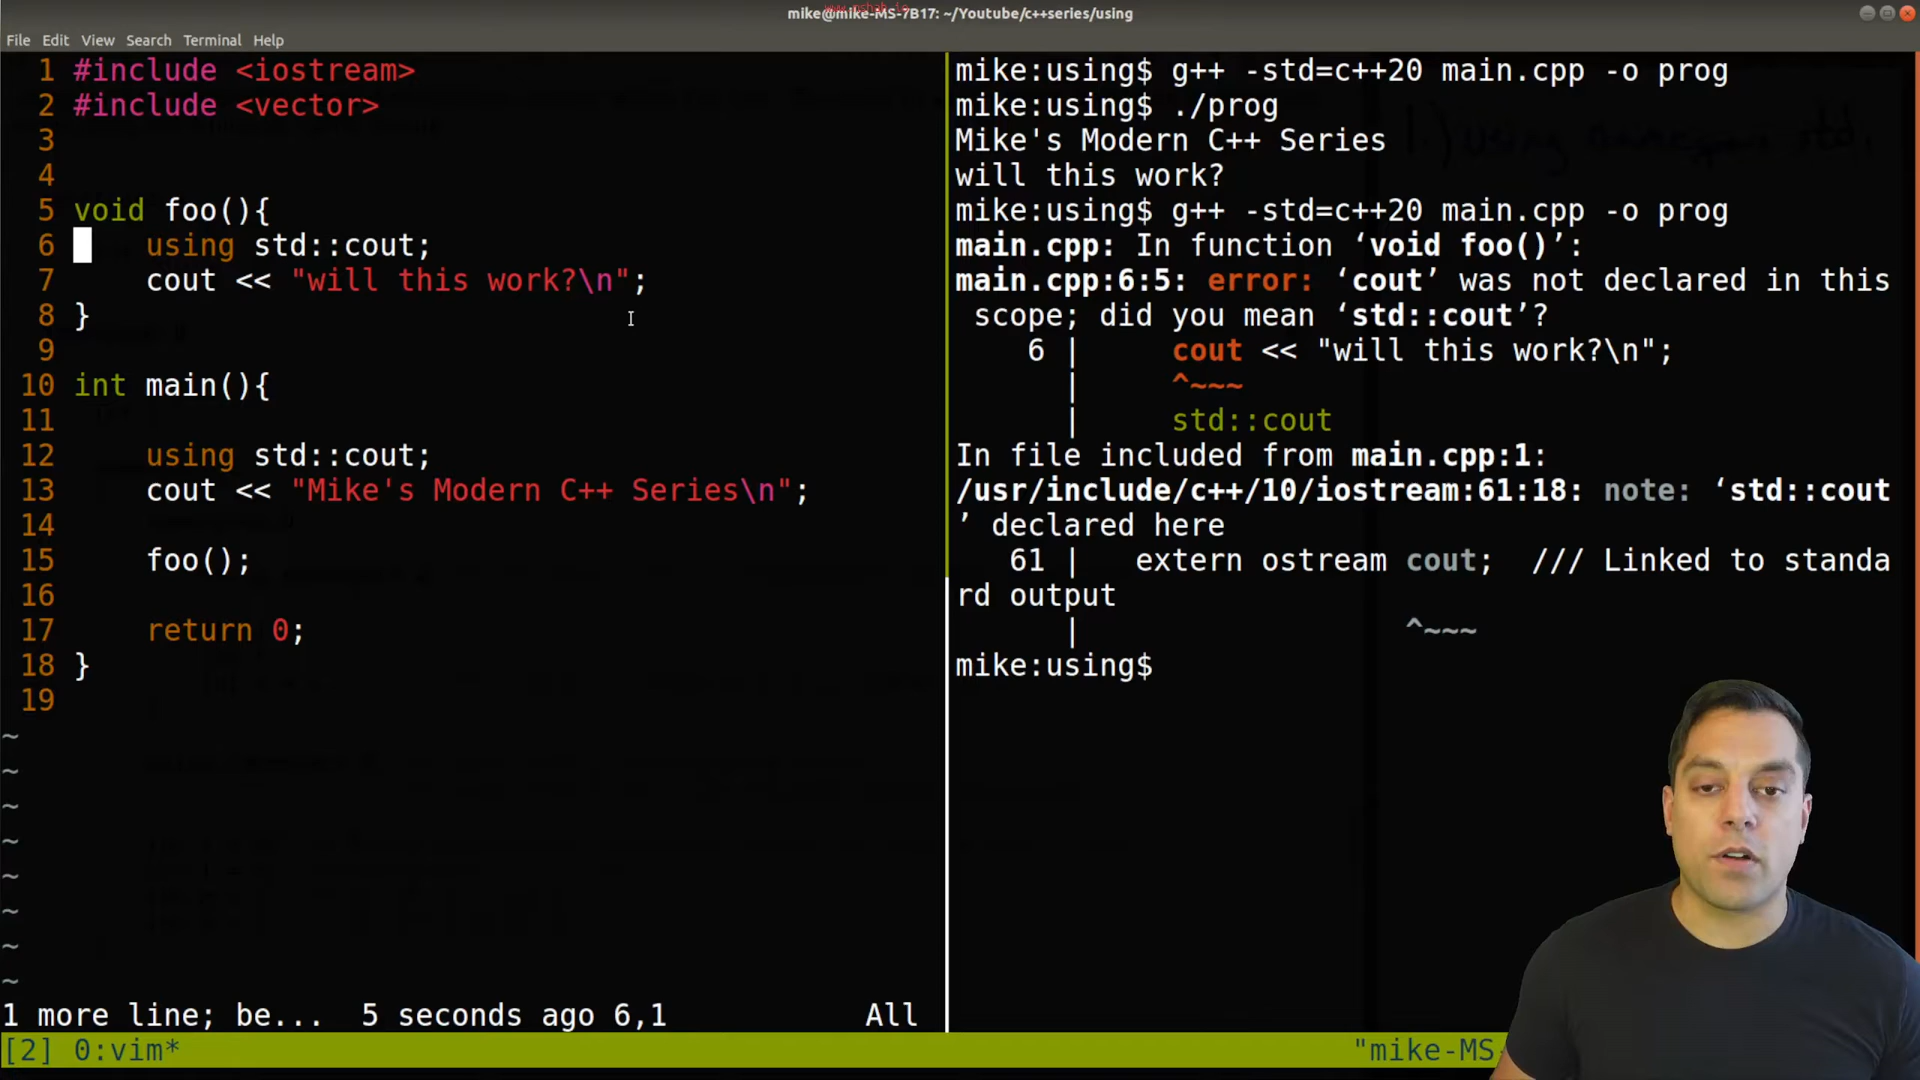 mike@mike-MS-7B17: ~/Youtube/c++series/using
File Edit View Search Terminal Help
1 #include <iostream>
2 #include <vector>
3
4
5 void foo(){
6     using std::cout;
7     cout << "will this work?\n";
8 }
9
10 int main(){
11
12     using std::cout;
13     cout << "Mike's Modern C++ Series\n";
14
15     foo();
16
17     return 0;
18 }
19
~
~
~
~
~
~
~
~
1 more line; be...  5 seconds ago 6,1 All
mike:using$ g++ -std=c++20 main.cpp -o prog
mike:using$ ./prog
Mike's Modern C++ Series
will this work?
mike:using$ g++ -std=c++20 main.cpp -o prog
main.cpp: In function ‘void foo()’:
main.cpp:6:5: error: ‘cout’ was not declared in this
scope; did you mean ‘std::cout’?
6 |     cout << "will this work?\n";
|     ^~~~
|     std::cout
In file included from main.cpp:1:
/usr/include/c++/10/iostream:61:18: note: ‘std::cout
’ declared here
61 |   extern ostream cout;  /// Linked to standa
rd output
|                  ^~~~
mike:using$
[2] 0:vim* "mike-MS-
1.) using namespace std.